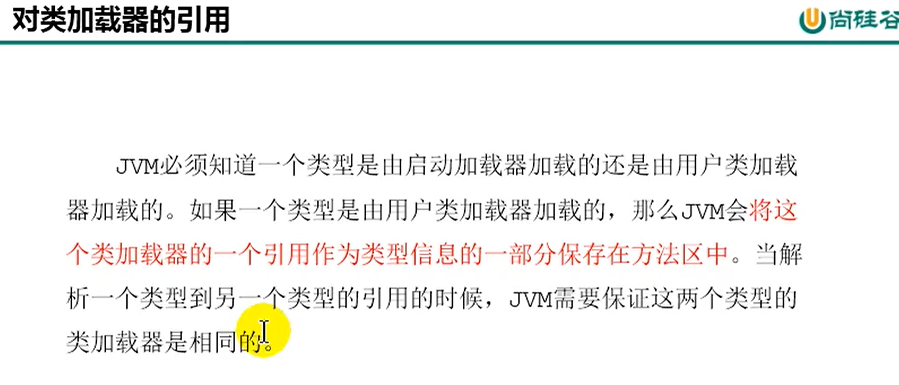 对类加载器的引用
尚硅谷
JVM必须知道一个类型是由启动加载器加载的还是由用户类加载
器加载的。如果一个类型是由用户类加载器加载的，那么JVM会将这
个类加载器的一个引用作为类型信息的一部分保存在方法区中。当解
析一个类型到另一个类型的引用的时候，JVM需要保证这两个类型的
类加载器是相同的。